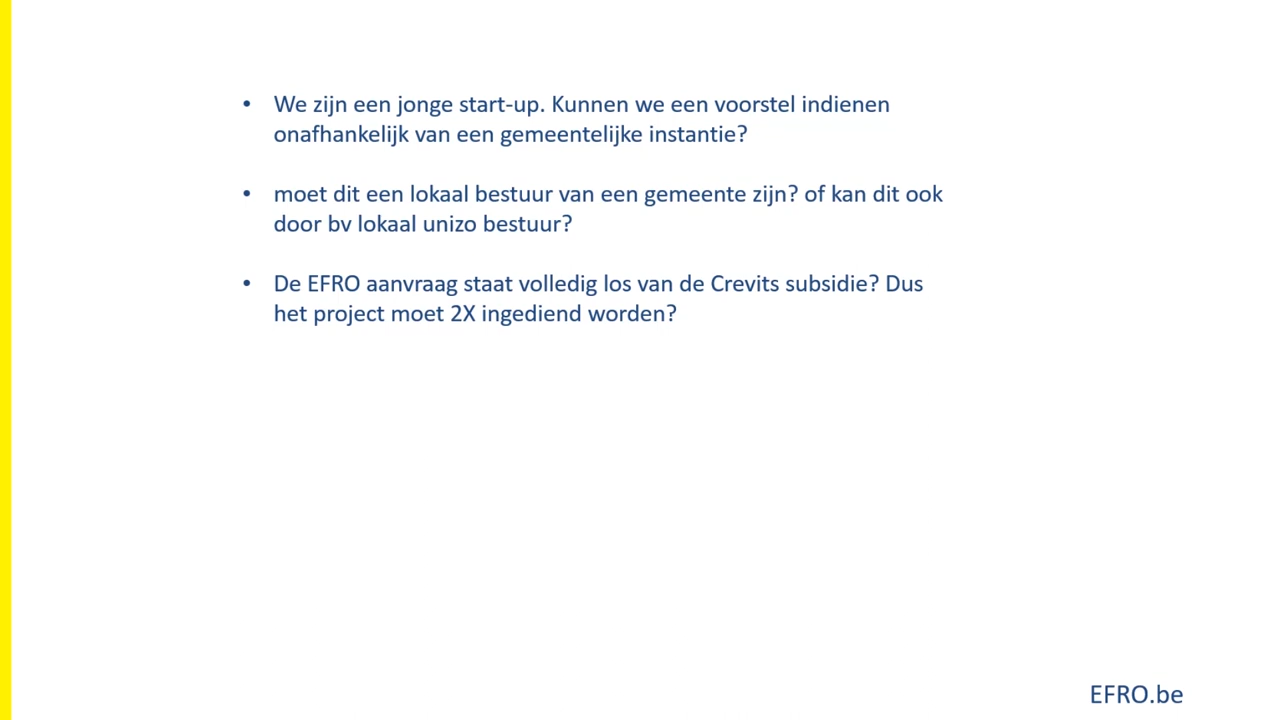 • We zijn een jonge start-up. Kunnen we een voorstel indienen
onafhankelijk van een gemeentelijke instantie?
• moet dit een lokaal bestuur van een gemeente zijn? of kan dit ook
door bv lokaal unizo bestuur?
• De EFRO aanvraag staat volledig los van de Crevits subsidie? Dus
het project moet 2X ingediend worden?
EFRO.be